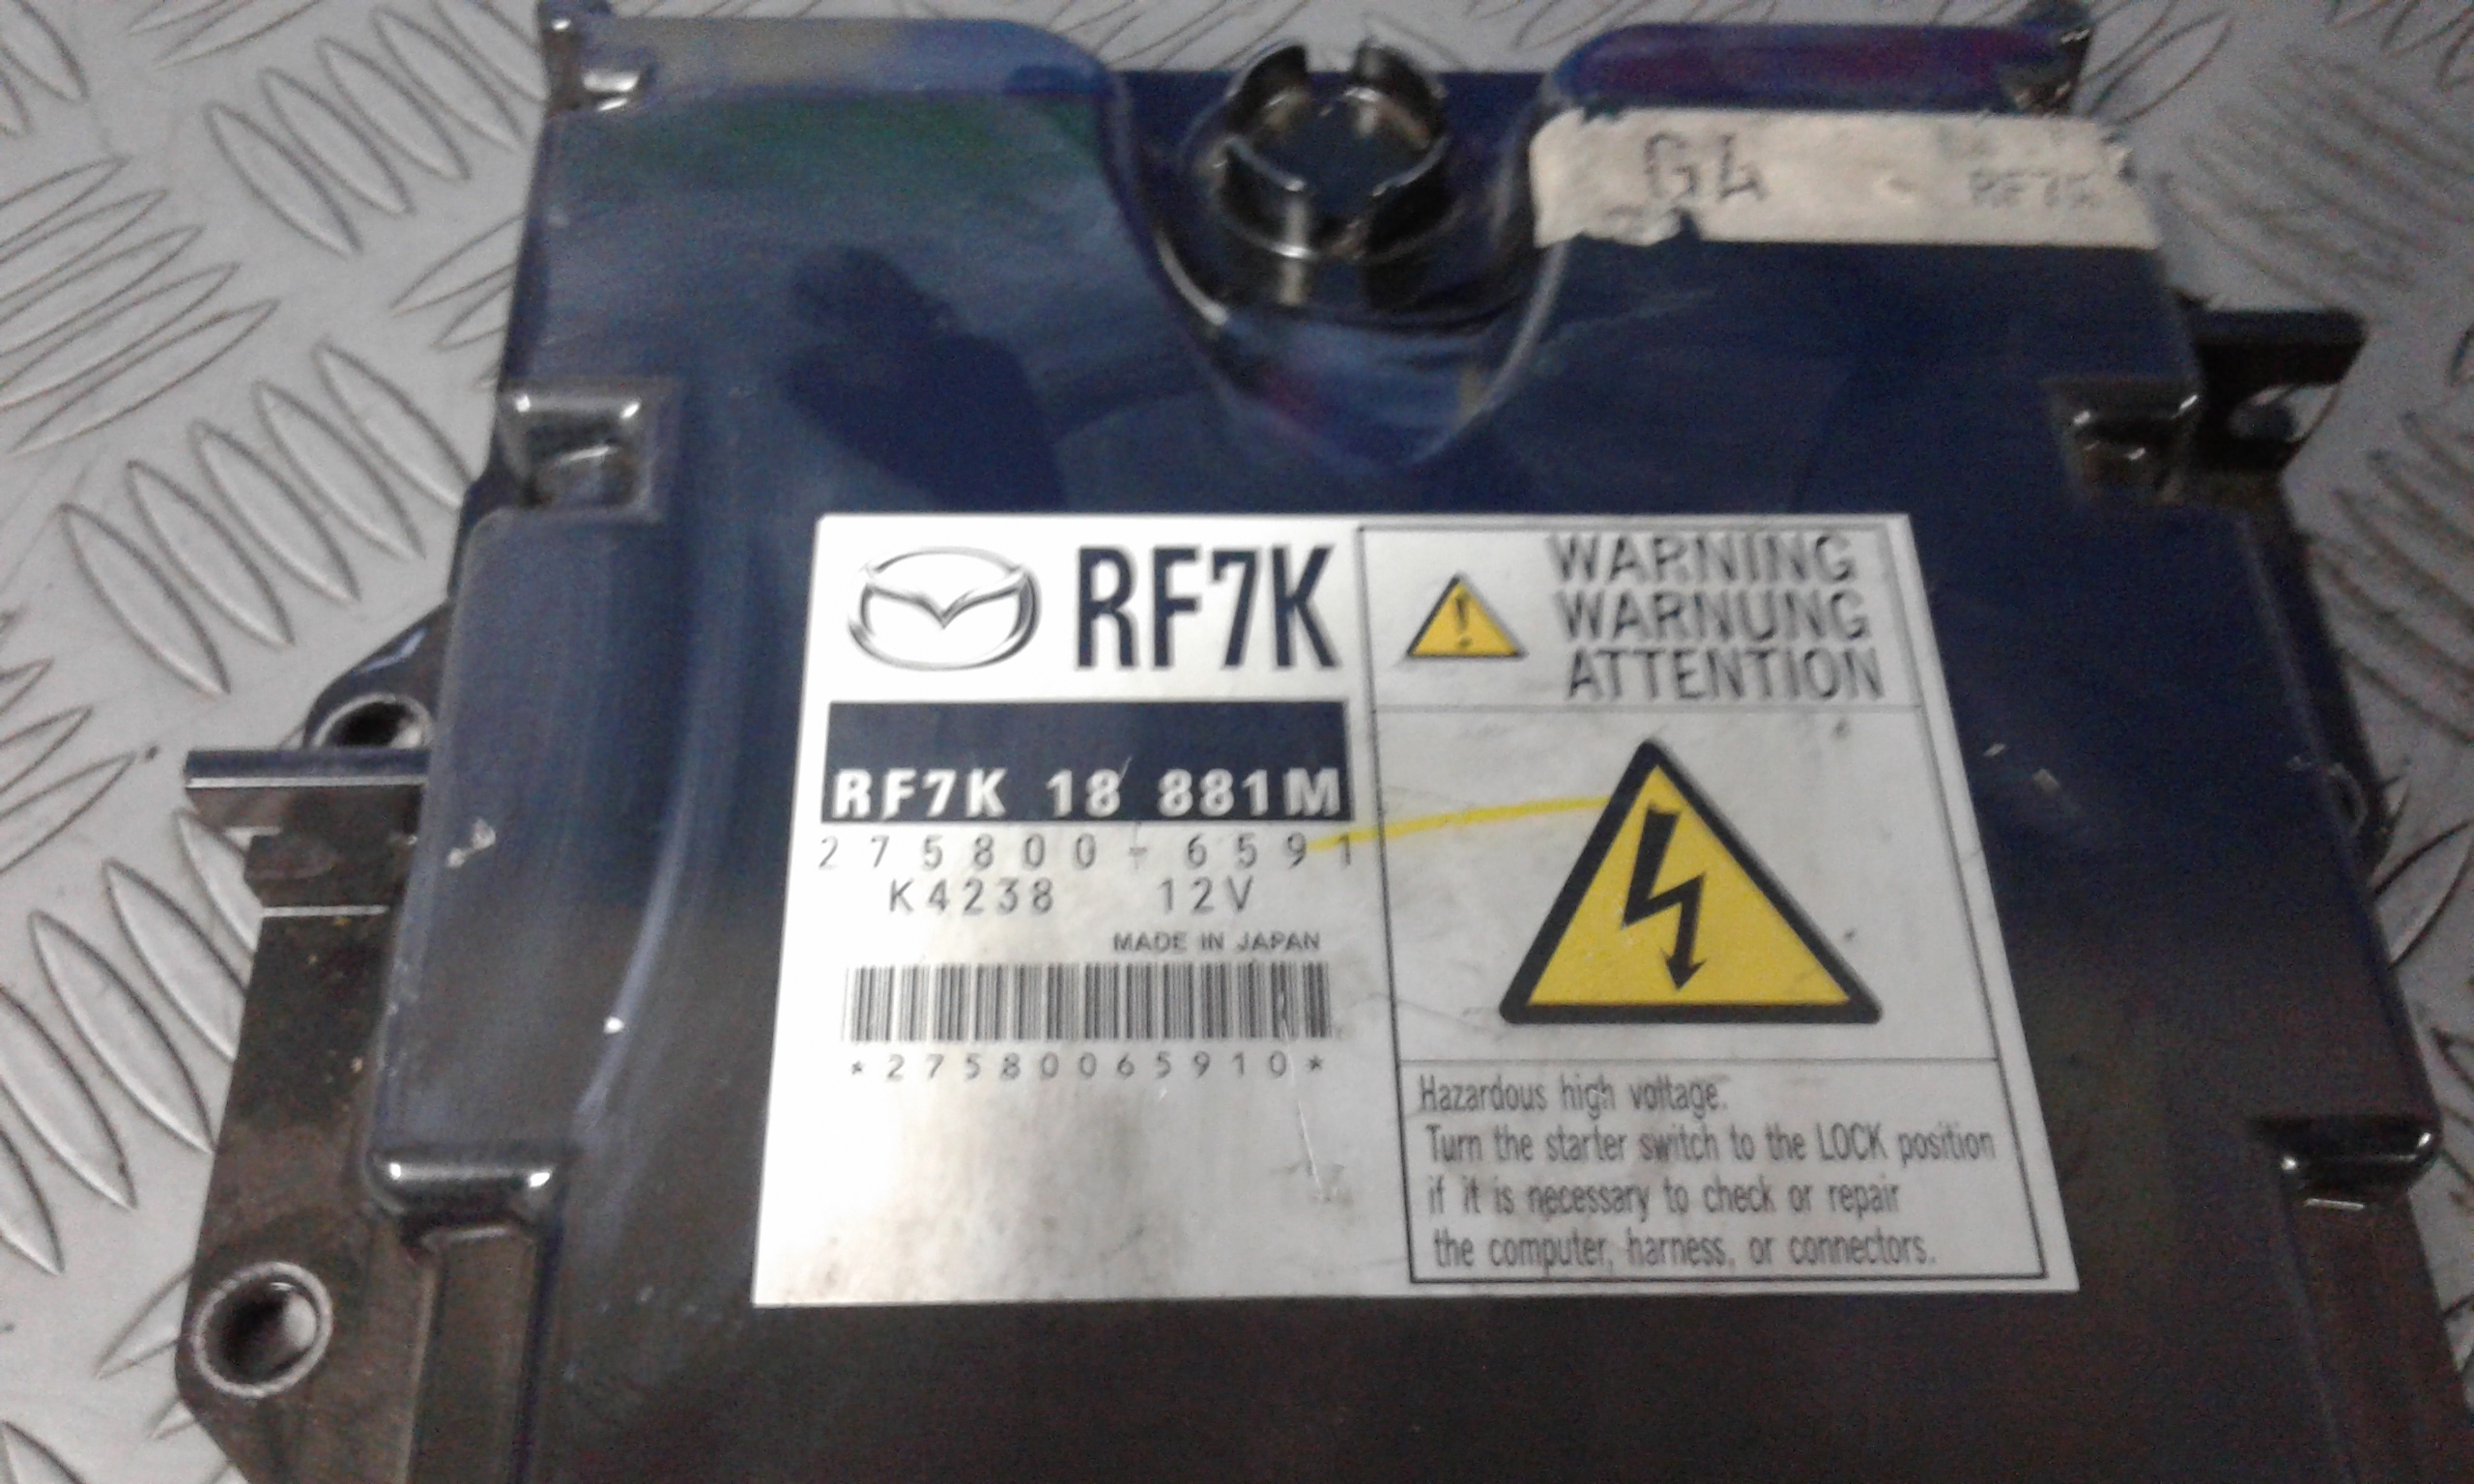 G4
RF7K
RF7K
WARNING
WARNUNG
ATTENTION
RF7K 18 881M
275800-6591
K4238 12V
MADE IN JAPAN
*27580065910*
Hazardous high voltage.
Turn the starter switch to the LOCK position
if it is necessary to check or repair
the computer, harness, or connectors.